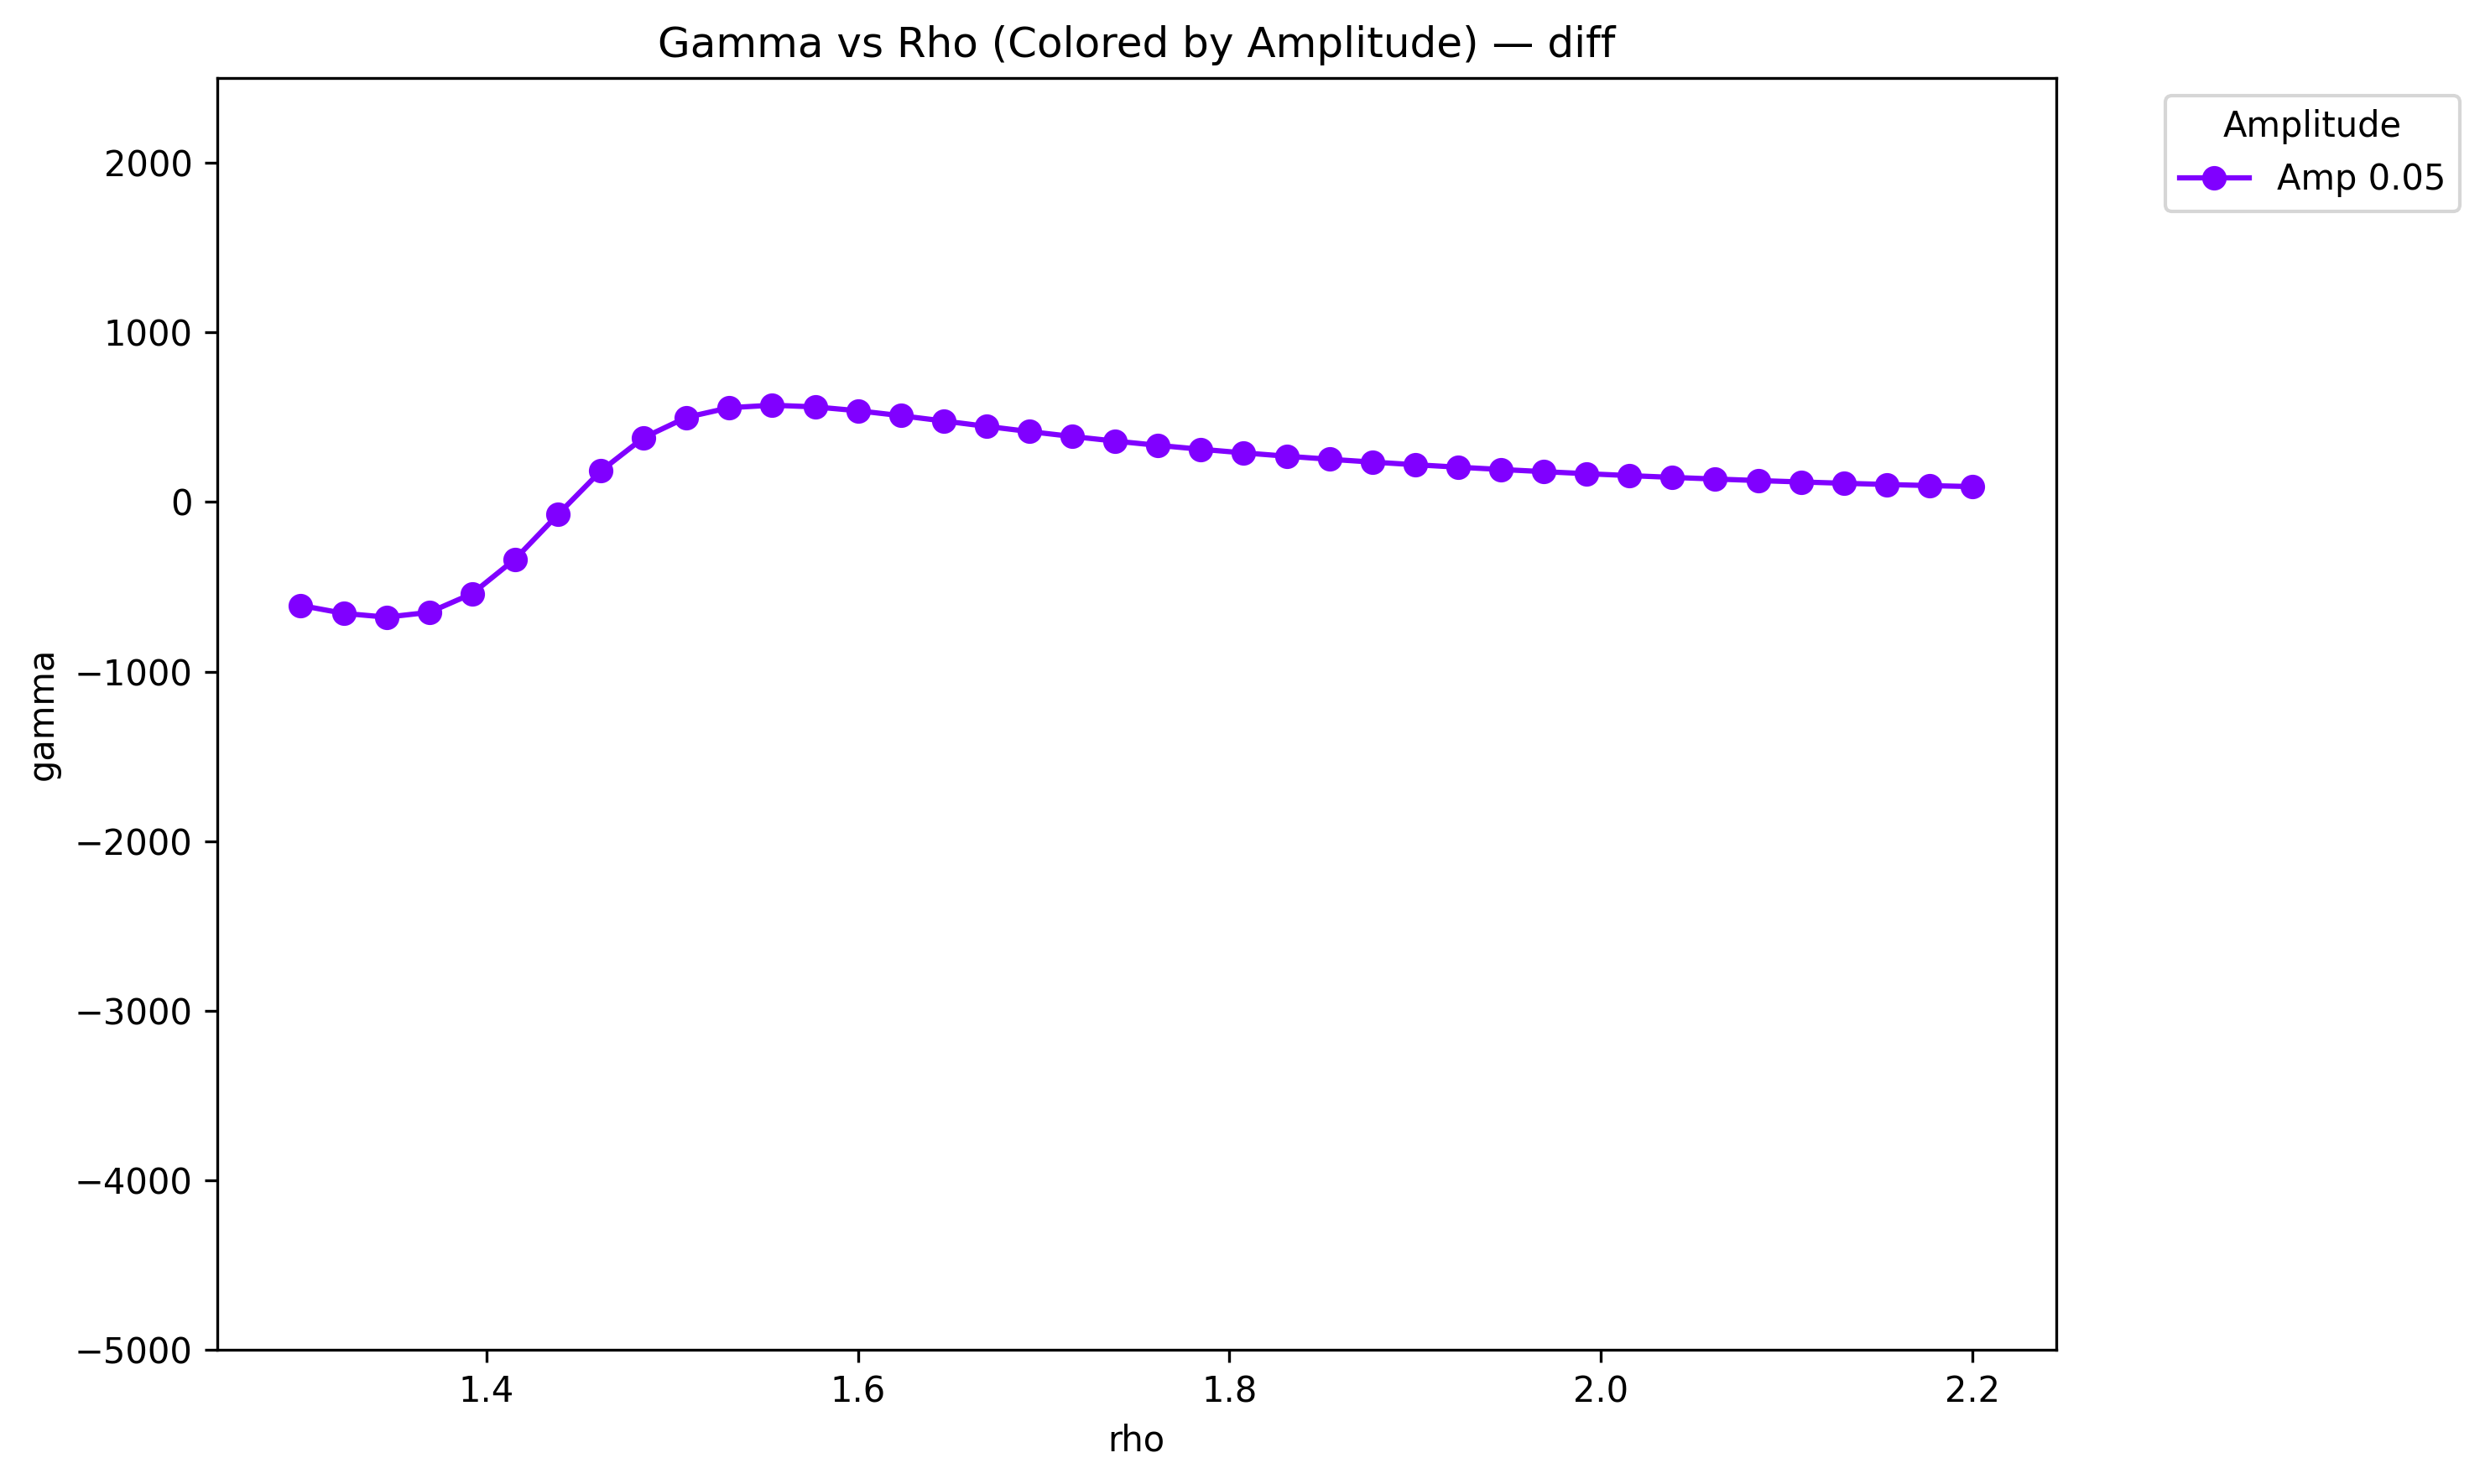 Gamma vs Rho (Colored by Amplitude) — diff
Amplitude
Amp 0.05
2000
1000
0
−1000
−2000
−3000
−4000
−5000
gamma
1.4
1.6
1.8
2.0
2.2
rho